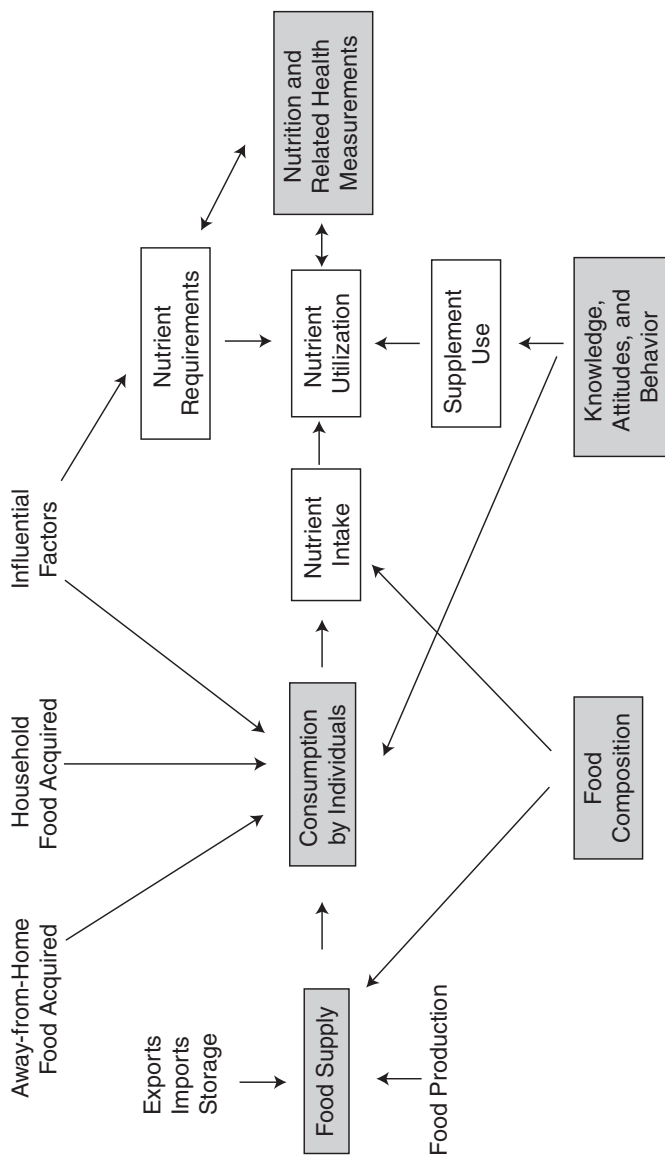 Away-from-Home
Food Acquired
Household
Food Acquired
Influential
Factors
Exports
Imports
Storage
Nutrient
Requirements
Food Supply
Consumption
by Individuals
Nutrient
Intake
Nutrient
Utilization
Nutrition and
Related Health
Measurements
Food Production
Supplement
Use
Food
Composition
Knowledge,
Attitudes, and
Behavior